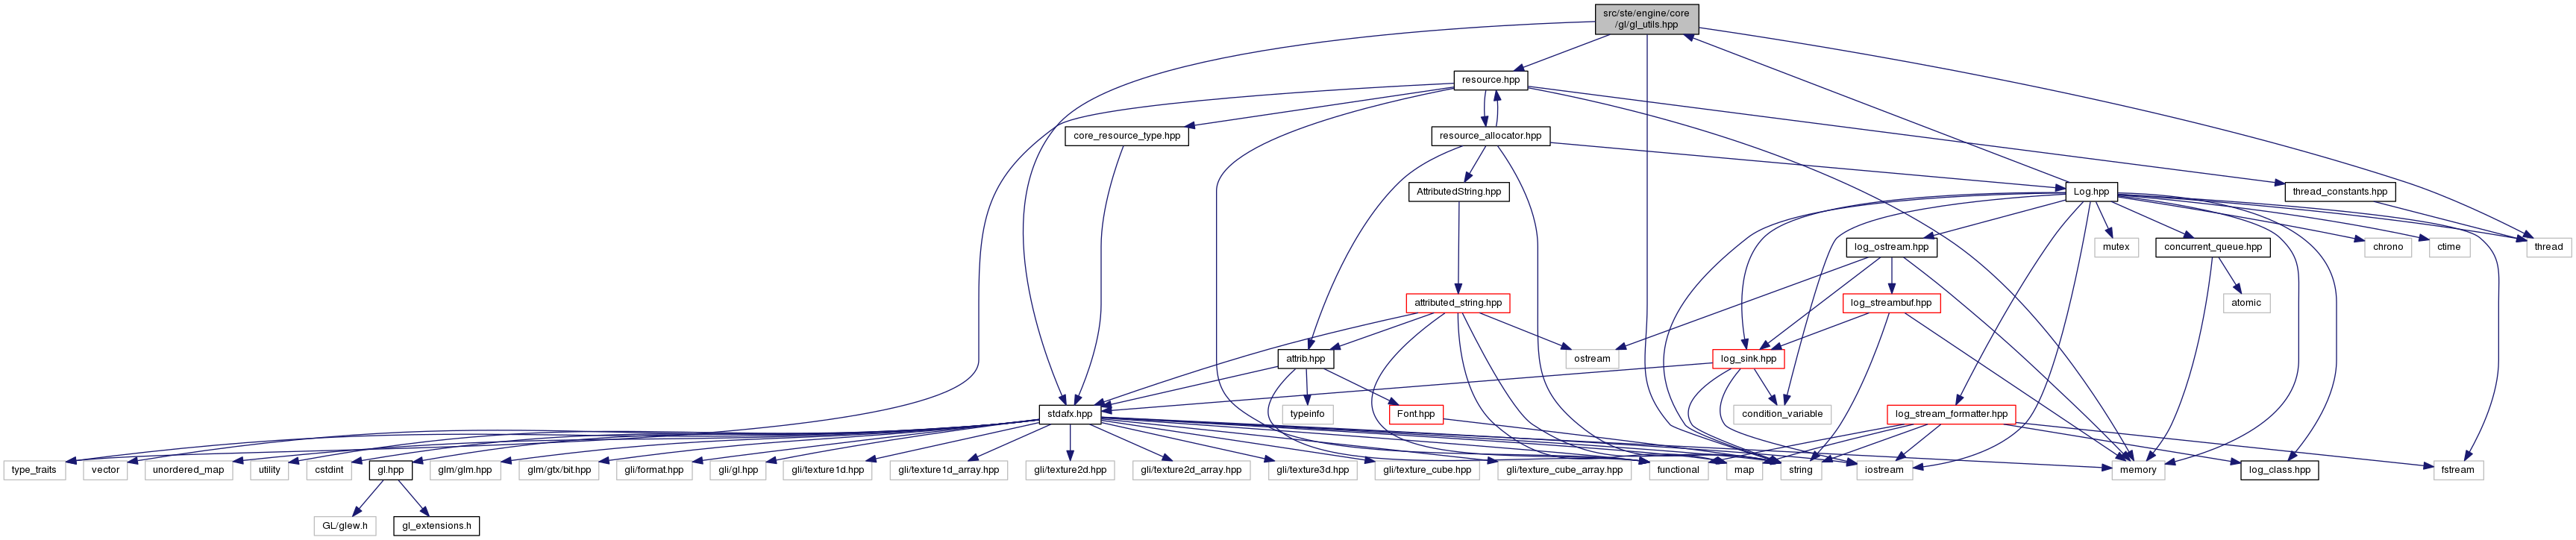 src/ste/engine/core
/gl/gl_utils.hpp
resource.hpp
core_resource_type.hpp
resource_allocator.hpp
AttributedString.hpp
Log.hpp
thread_constants.hpp
log_ostream.hpp
mutex
concurrent_queue.hpp
chrono
ctime
thread
attributed_string.hpp
log_streambuf.hpp
atomic
attrib.hpp
ostream
log_sink.hpp
stdafx.hpp
typeinfo
Font.hpp
condition_variable
log_stream_formatter.hpp
type_traits
vector
unordered_map
utility
cstdint
gl.hpp
glm/glm.hpp
glm/gtx/bit.hpp
gli/format.hpp
gli/gl.hpp
gli/texture1d.hpp
gli/texture1d_array.hpp
gli/texture2d.hpp
gli/texture2d_array.hpp
gli/texture3d.hpp
gli/texture_cube.hpp
gli/texture_cube_array.hpp
functional
map
string
iostream
memory
log_class.hpp
fstream
GL/glew.h
gl_extensions.h